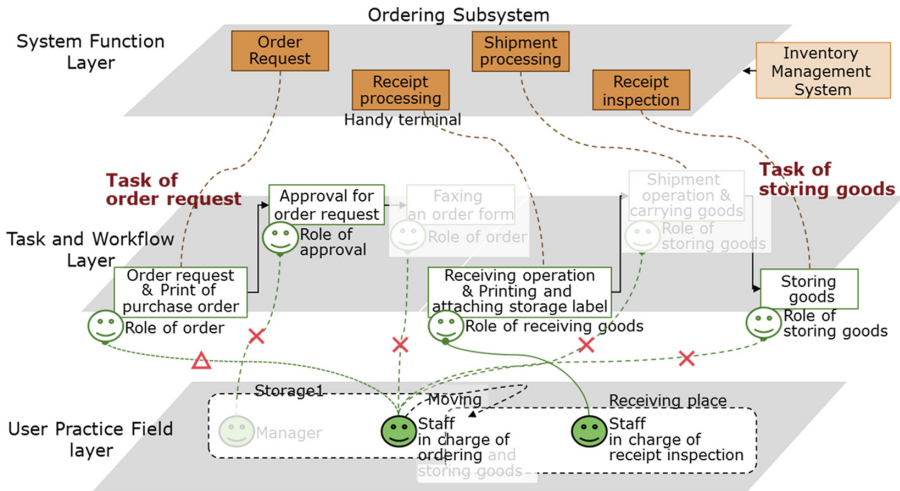 Ordering Subsystem
System Function
Layer
Order
Request
Shipment
processing
Inventory
Management
System
Receipt
processing
Receipt
inspection
Handy terminal
Task of
order request
Task of
storing goods
Approval for
order request
Faxing
an order form
Shipment
operation &
carrying goods
Role of
approval
Role of order
Role of
storing goods
Task and Workflow
Layer
Order request
& Print of
purchase order
Receiving operation
& Printing and
attaching storage label
Storing
goods
Role of order
Role of receiving goods
Role of
storing goods
User Practice Field
layer
Storage1
Moving
Receiving place
Manager
Staff
in charge of
ordering
and
storing goods
Staff
in charge of
receipt inspection